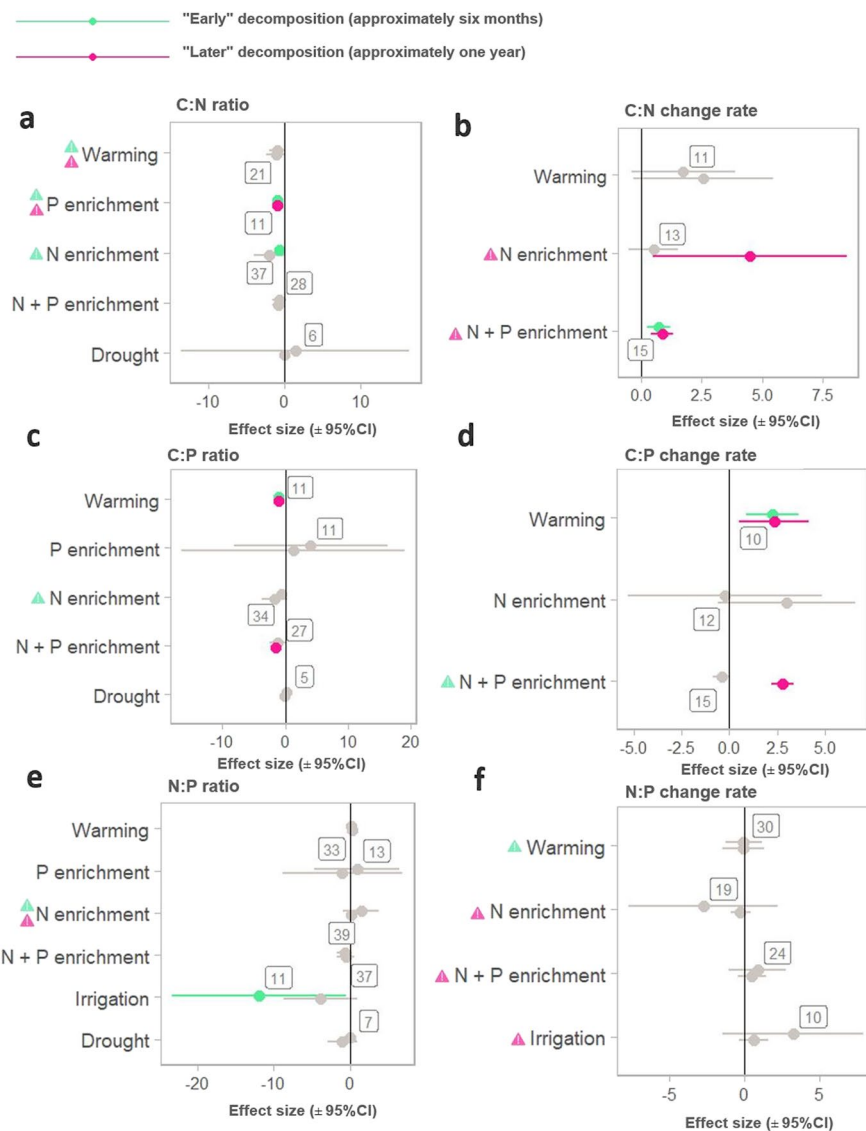 "Early" decomposition (approximately six months)
"Later" decomposition (approximately one year)
a
C:N ratio
Warming
21
P enrichment
11
N enrichment
37
28
N + P enrichment
6
Drought
-10 0 10
Effect size (± 95%CI)
b
C:N change rate
11
Warming
13
N enrichment
N + P enrichment
15
0.0 2.5 5.0 7.5
Effect size (± 95%CI)
c
C:P ratio
Warming
11
11
P enrichment
N enrichment
34
27
N + P enrichment
5
Drought
-10 0 10 20
Effect size (± 95%CI)
d
C:P change rate
Warming
10
N enrichment
12
N + P enrichment
15
-5.0 -2.5 0.0 2.5 5.0
Effect size (± 95%CI)
e
N:P ratio
Warming
33 13
P enrichment
N enrichment
39
N + P enrichment
11 37
Irrigation
7
Drought
-20 -10 0
Effect size (± 95%CI)
f
N:P change rate
30
Warming
19
N enrichment
24
N + P enrichment
10
Irrigation
-5 0 5
Effect size (± 95%CI)